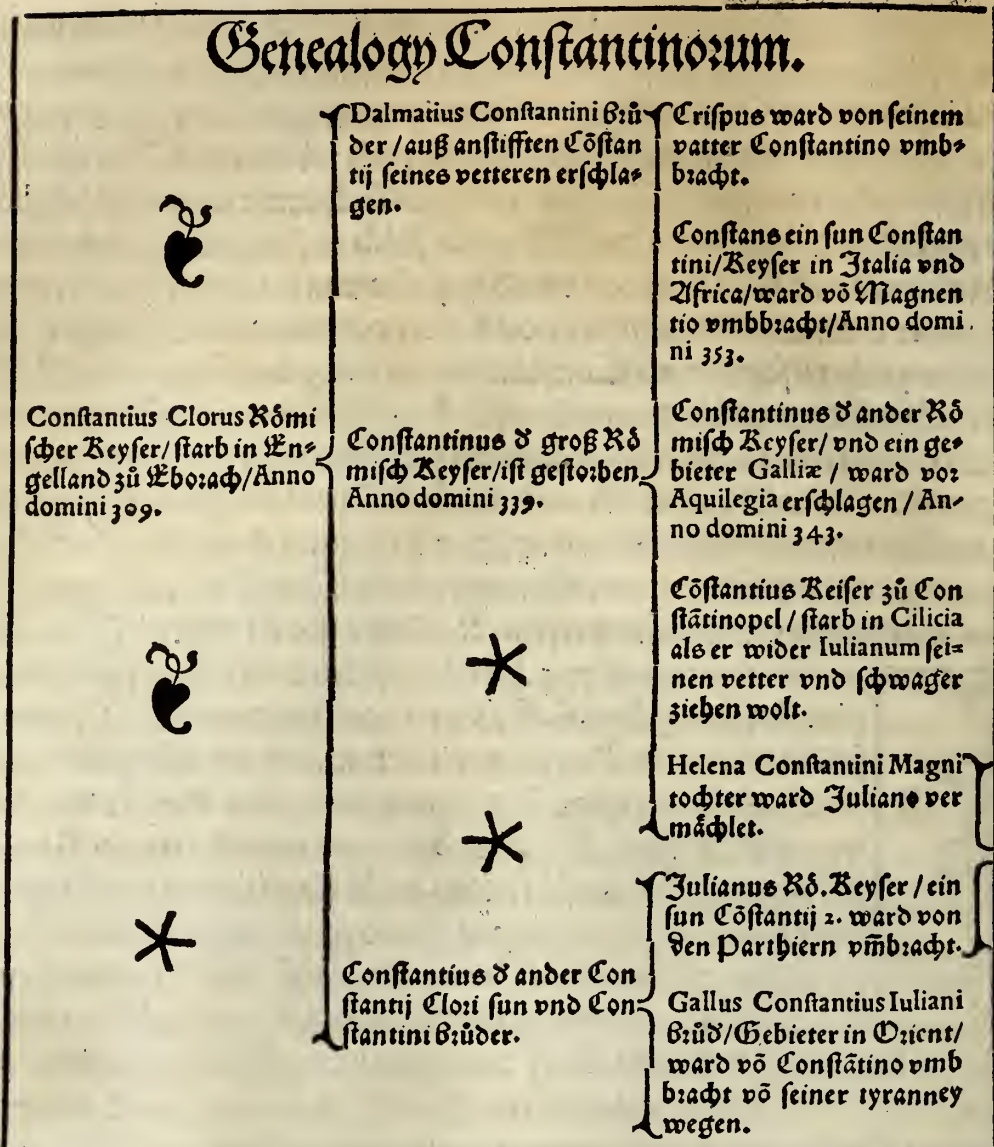 Genealogy Constantinorum.
Constantius Clorus Rőmi
scher Keyser / starb in En⸗
gelland zů Eborach / Anno
domini 309.
Dalmatius Constantini brů
der / auß anstifften Cõstan
tij seines vetteren erschla⸗
gen.
Constantinus d' groß Rő
misch Keyser / ist gestorben
Anno domini 339.
Constantius d' ander Con
stantij Clori sun vnd Con⸗
stantini brůder.
Crispus ward von seinem
vatter Constantino vmb⸗
bracht.
Constans ein sun Constan
tini / Keyser in Italia vnd
Africa / ward võ Magnen
tio vmbbracht / Anno domi
ni 353.
Constantinus d' ander Rő
misch Keyser / vnd ein ge⸗
bieter Galliæ / ward vor
Aquilegia erschlagen / An⸗
no domini 343.
Cõstantius Keiser zů Con
stãtinopel / starb in Cilicia
als er wider Iulianum sei⸗
nen vetter vnd schwager
ziehen wolt.
Helena Constantini Magni
tochter ward Juliano ver
måchlet.
Julianus Rő. Keyser / ein
sun Cõstantij 2. ward von
den Parthiern vm̃bracht.
Gallus Constantius Iuliani
brůd' / Gebieter in Orient /
ward võ Constãtino vmb
bracht võ seiner tyranney
wegen.